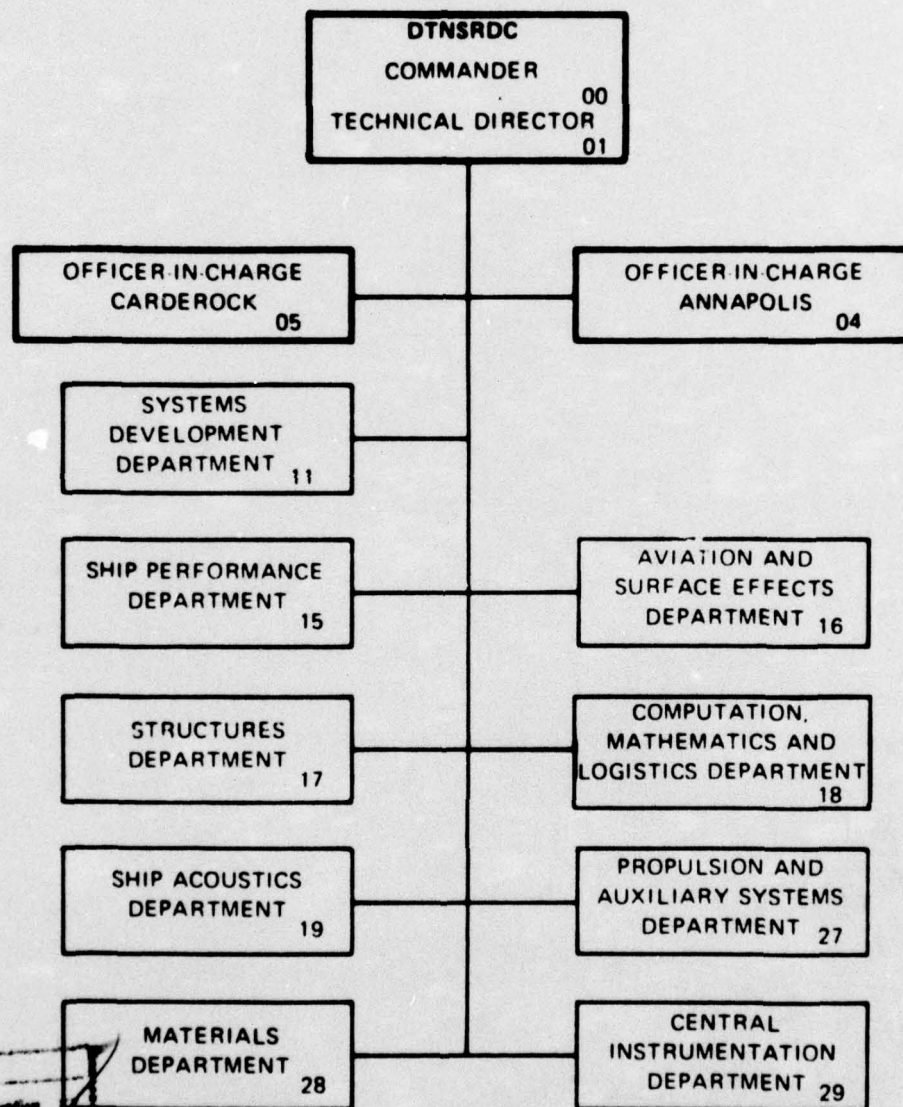 DTNSRDC
COMMANDER
00
TECHNICAL DIRECTOR
01
OFFICER-IN-CHARGE
CARDEROCK
05
OFFICER-IN-CHARGE
ANNAPOLIS
04
SYSTEMS
DEVELOPMENT
DEPARTMENT
11
SHIP PERFORMANCE
DEPARTMENT
15
AVIATION AND
SURFACE EFFECTS
DEPARTMENT
16
STRUCTURES
DEPARTMENT
17
COMPUTATION,
MATHEMATICS AND
LOGISTICS DEPARTMENT
18
SHIP ACOUSTICS
DEPARTMENT
19
PROPULSION AND
AUXILIARY SYSTEMS
DEPARTMENT
27
MATERIALS
DEPARTMENT
28
CENTRAL
INSTRUMENTATION
DEPARTMENT
29